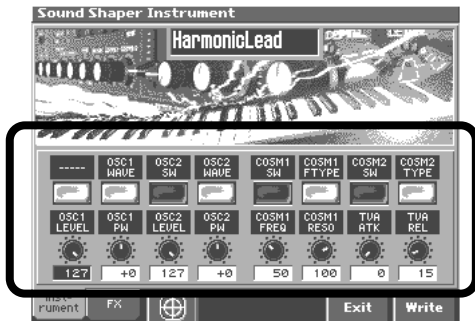 Sound Shaper Instrument
HarmonicLead
----- OSC1 WAVE OSC2 SW OSC2 WAVE COSM1 SW COSM1 FTYPE COSM2 SW COSM2 TYPE
OSC1 LEVEL OSC1 PW OSC2 LEVEL OSC2 PW COSM1 FREQ COSM1 RESO TVA ATK TVA REL
127 +0 127 +0 50 100 0 15
Inst-
rument FX Exit Write